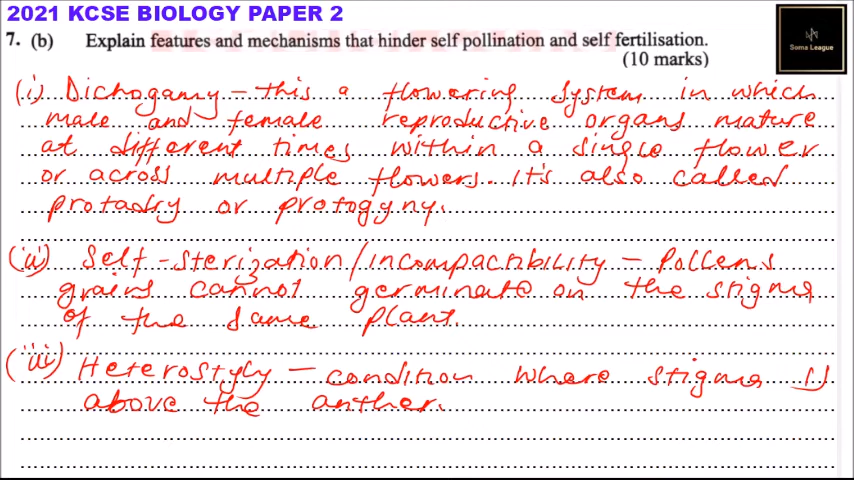 2021 KCSE BIOLOGY PAPER 2
7. (b) Explain features and mechanisms that hinder self pollination and self fertilisation.
(10 marks)
Soma League
(i) Dichogamy – this a flowering system in which
male and female reproductive organs mature
at different times within a single flower
or across multiple flowers. It's also called
protadry or protogyny.
(ii) Self-sterization/incompactibility – Pollens
grains cannot germinate on the stigma
of the same plant.
(iii) Heterostyly – condition where stigma is
above the anther.